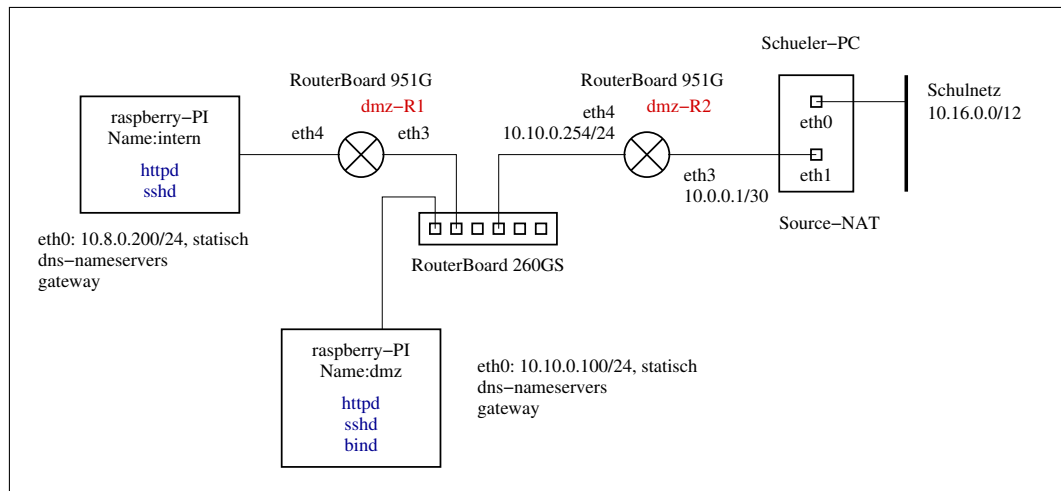 Schueler−PC
RouterBoard 951G
dmz−R1
RouterBoard 951G
dmz−R2
Schulnetz
10.16.0.0/12
raspberry−PI
Name:intern
httpd
sshd
eth4
eth3
eth4
10.10.0.254/24
eth0
eth1
eth3
10.0.0.1/30
Source−NAT
eth0: 10.8.0.200/24, statisch
dns−nameservers
gateway
RouterBoard 260GS
raspberry−PI
Name:dmz
httpd
sshd
bind
eth0: 10.10.0.100/24, statisch
dns−nameservers
gateway